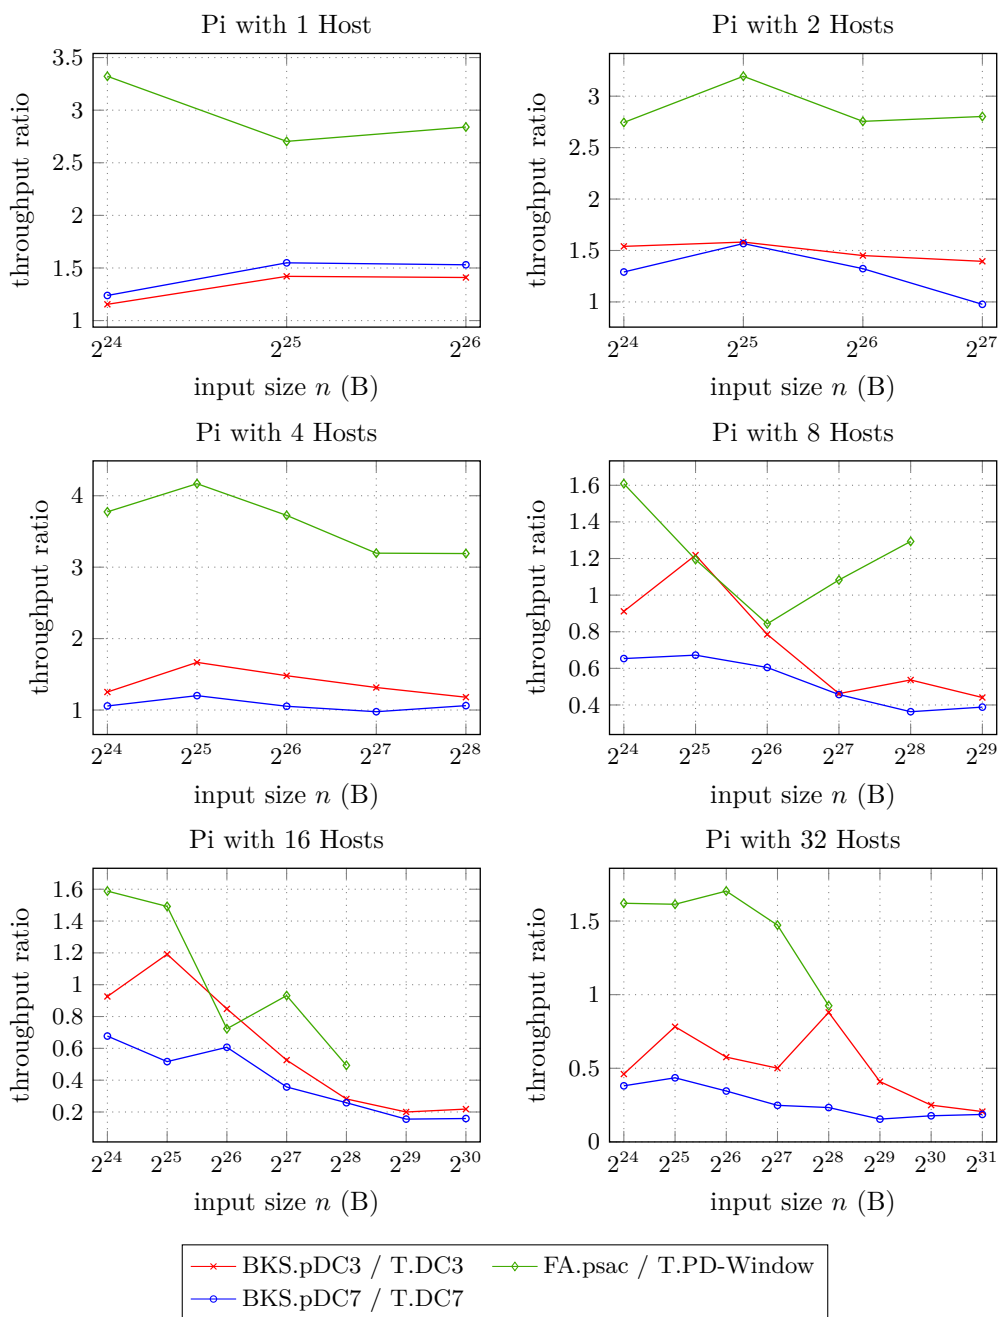 Pi with 1 Host
3.5
3
2.5
2
1.5
1
throughput ratio
2^24 2^25 2^26
input size n (B)
Pi with 2 Hosts
3
2.5
2
1.5
1
throughput ratio
2^24 2^25 2^26 2^27
input size n (B)
Pi with 4 Hosts
4
3
2
1
throughput ratio
2^24 2^25 2^26 2^27 2^28
input size n (B)
Pi with 8 Hosts
1.6
1.4
1.2
1
0.8
0.6
0.4
throughput ratio
2^24 2^25 2^26 2^27 2^28 2^29
input size n (B)
Pi with 16 Hosts
1.6
1.4
1.2
1
0.8
0.6
0.4
0.2
throughput ratio
2^24 2^25 2^26 2^27 2^28 2^29 2^30
input size n (B)
Pi with 32 Hosts
1.5
1
0.5
0
throughput ratio
2^24 2^25 2^26 2^27 2^28 2^29 2^30 2^31
input size n (B)
BKS.pDC3 / T.DC3 FA.psac / T.PD-Window
BKS.pDC7 / T.DC7